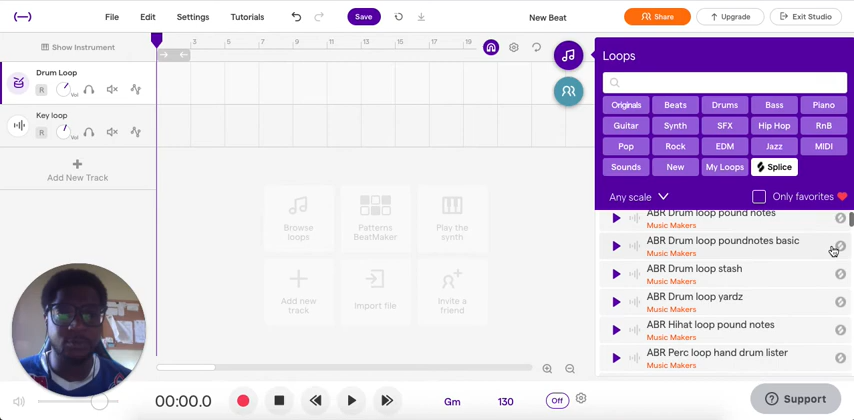 File Edit Settings Tutorials Save New Beat Share Upgrade Exit Studio
Show Instrument 3 5 7 9 11 13 15 17 19
Drum Loop
R Vol
Key loop
R Vol
Add New Track
Browse loops
Patterns BeatMaker
Play the synth
Add new track
Import file
Invite a friend
Loops
Originals Beats Drums Bass Piano
Guitar Synth SFX Hip Hop RnB
Pop Rock EDM Jazz MIDI
Sounds New My Loops Splice
Any scale Only favorites
ABR Drum loop pound notes
Music Makers
ABR Drum loop poundnotes basic
Music Makers
ABR Drum loop stash
Music Makers
ABR Drum loop yardz
Music Makers
ABR Hihat loop pound notes
Music Makers
ABR Perc loop hand drum lister
Music Makers
00:00.0 Gm 130 Off Support